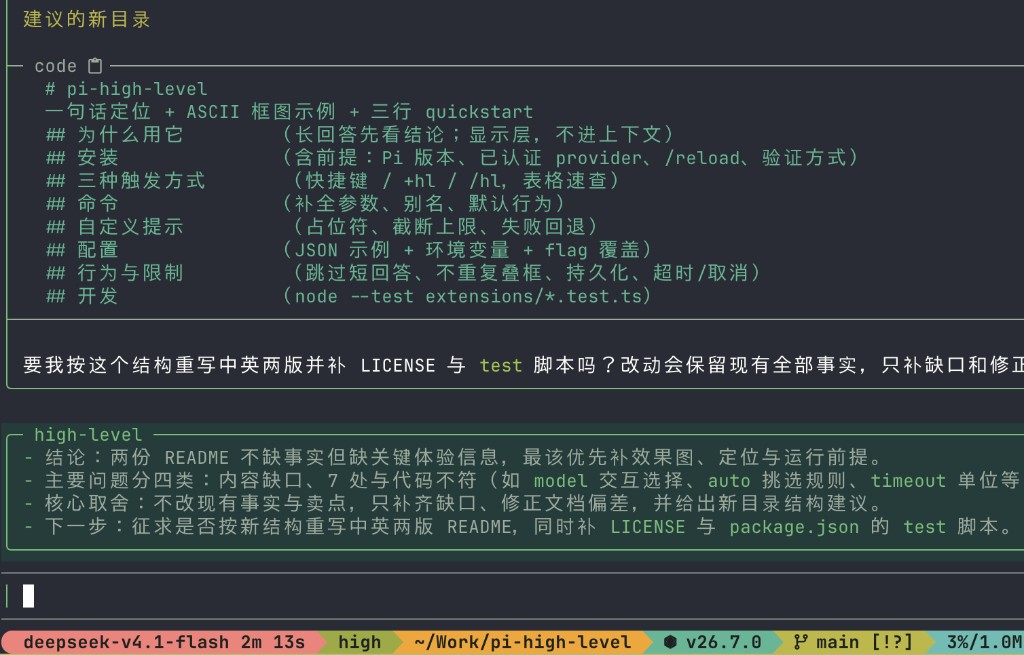 建议的新目录
code
# pi-high-level
一句话定位 + ASCII 框图示例 + 三行 quickstart
## 为什么用它 （长回答先看结论；显示层，不进上下文）
## 安装 （含前提：Pi 版本、已认证 provider、/reload、验证方式）
## 三种触发方式 （快捷键 / +hl / /hl，表格速查）
## 命令 （补全参数、别名、默认行为）
## 自定义提示 （占位符、截断上限、失败回退）
## 配置 （JSON 示例 + 环境变量 + flag 覆盖）
## 行为与限制 （跳过短回答、不重复叠框、持久化、超时/取消）
## 开发 （node --test extensions/*.test.ts）
要我按这个结构重写中英两版并补 LICENSE 与 test 脚本吗？改动会保留现有全部事实，只补缺口和修正
high-level
- 结论：两份 README 不缺事实但缺关键体验信息，最该优先补效果图、定位与运行前提。
- 主要问题分四类：内容缺口、7 处与代码不符（如 model 交互选择、auto 挑选规则、timeout 单位等
- 核心取舍：不改现有事实与卖点，只补齐缺口、修正文档偏差，并给出新目录结构建议。
- 下一步：征求是否按新结构重写中英两版 README，同时补 LICENSE 与 package.json 的 test 脚本。
deepseek-v4.1-flash 2m 13s high ~/Work/pi-high-level v26.7.0 main [!?] 3%/1.0M